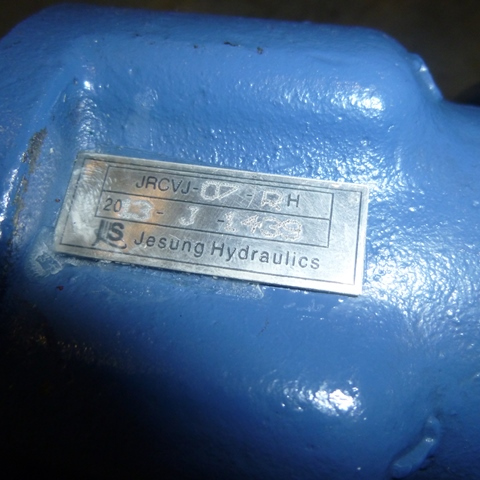 JRCVJ-07-RH
2013-J-1439
JS Jesung Hydraulics